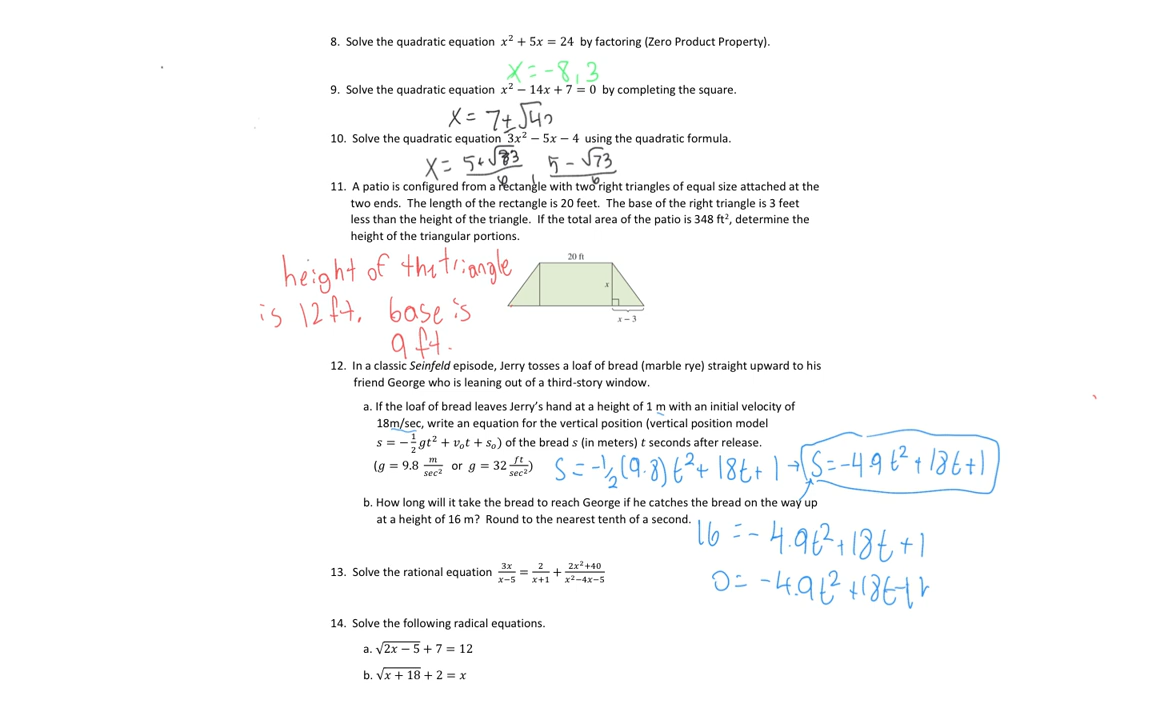 8. Solve the quadratic equation x² + 5x = 24 by factoring (Zero Product Property).
x = -8, 3
9. Solve the quadratic equation x² − 14x + 7 = 0 by completing the square.
x = 7 ± √42
10. Solve the quadratic equation 3x² − 5x − 4 using the quadratic formula.
x = (5+√73)/6, (5-√73)/6
11. A patio is configured from a rectangle with two right triangles of equal size attached at the
two ends. The length of the rectangle is 20 feet. The base of the right triangle is 3 feet
less than the height of the triangle. If the total area of the patio is 348 ft², determine the
height of the triangular portions.
height of the triangle
is 12 ft. base is
9 ft.
20 ft
x
x − 3
12. In a classic Seinfeld episode, Jerry tosses a loaf of bread (marble rye) straight upward to his
friend George who is leaning out of a third-story window.
a. If the loaf of bread leaves Jerry's hand at a height of 1 m with an initial velocity of
18m/sec, write an equation for the vertical position (vertical position model
s = −1/2 gt² + v₀t + s₀) of the bread s (in meters) t seconds after release.
(g = 9.8 m/sec² or g = 32 ft/sec²)
S = -1/2 (9.8) t² + 18t + 1 → S = -4.9t² + 18t + 1
b. How long will it take the bread to reach George if he catches the bread on the way up
at a height of 16 m? Round to the nearest tenth of a second.
16 = -4.9t² + 18t + 1
0 = -4.9t² + 18t
13. Solve the rational equation 3x/(x−5) = 2/(x+1) + (2x²+40)/(x²−4x−5)
14. Solve the following radical equations.
a. √(2x − 5) + 7 = 12
b. √(x + 18) + 2 = x